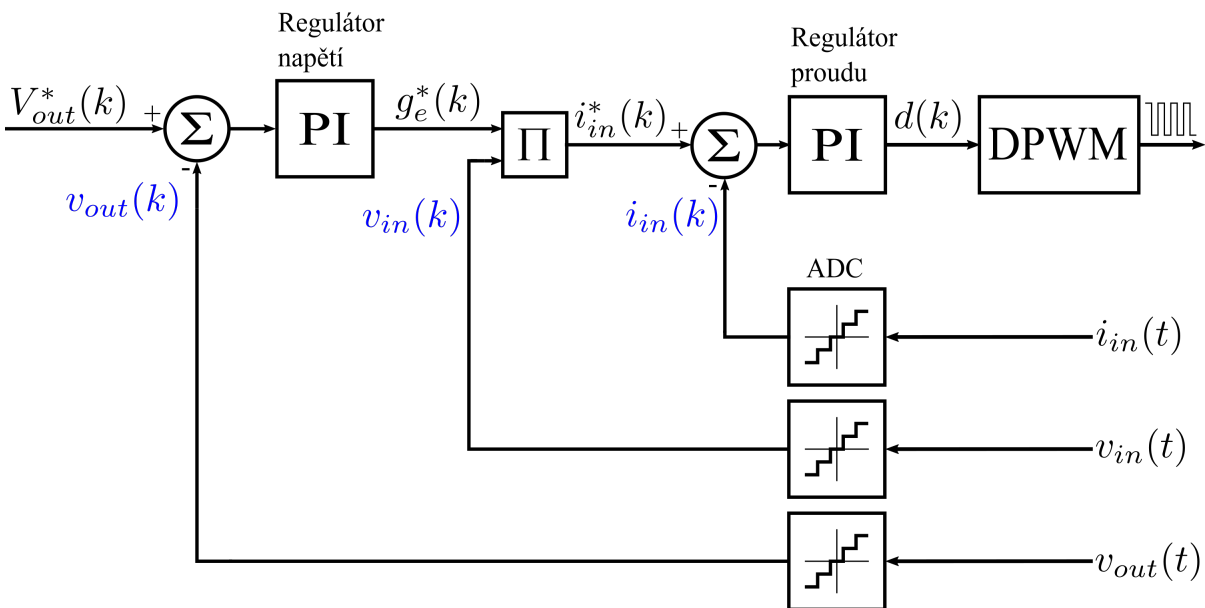 Regulátor
napětí
Regulátor
proudu
V*out(k)
+
Σ
PI
g*e(k)
Π
i*in(k)
+
Σ
PI
d(k)
DPWM
-
vout(k)
vin(k)
-
iin(k)
ADC
iin(t)
vin(t)
vout(t)